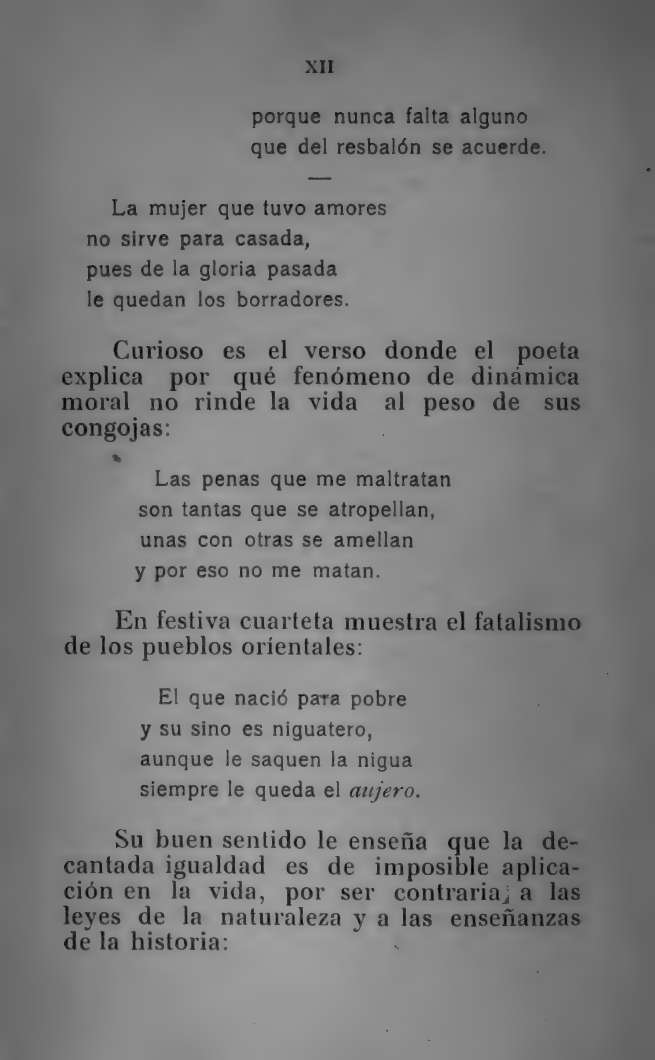 XII
porque nunca falta alguno
que del resbalón se acuerde.
—
La mujer que tuvo amores
no sirve para casada,
pues de la gloria pasada
le quedan los borradores.
Curioso es el verso donde el poeta
explica por qué fenómeno de dinámica
moral no rinde la vida al peso de sus
congojas:
Las penas que me maltratan
son tantas que se atropellan,
unas con otras se amellan
y por eso no me matan.
En festiva cuarteta muestra el fatalismo
de los pueblos orientales:
El que nació para pobre
y su sino es niguatero,
aunque le saquen la nigua
siempre le queda el aujero.
Su buen sentido le enseña que la de-
cantada igualdad es de imposible aplica-
ción en la vida, por ser contraria, a las
leyes de la naturaleza y a las enseñanzas
de la historia: